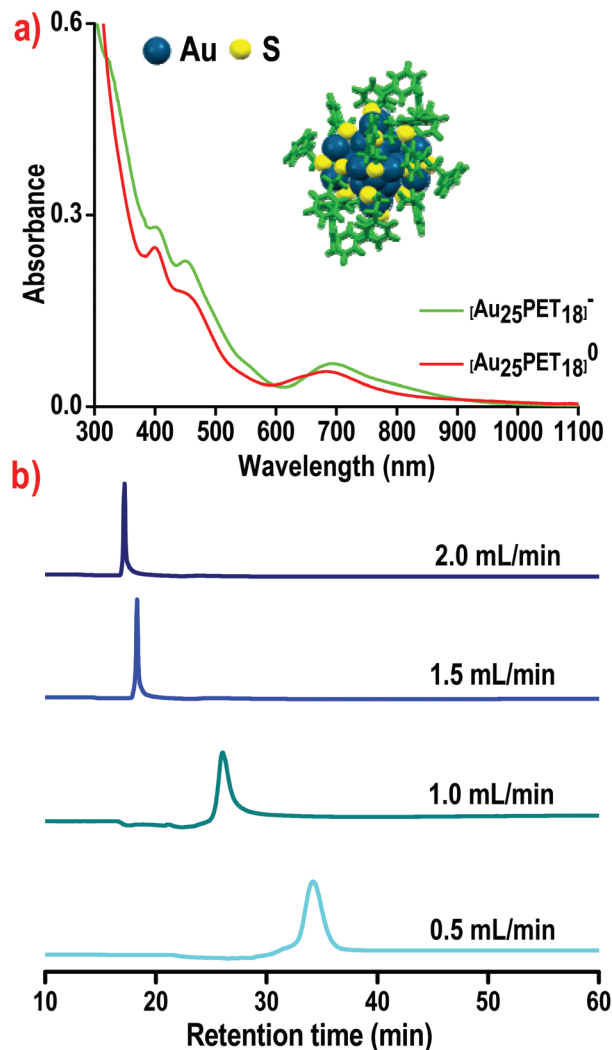 a)
0.6
0.3
0.0
Absorbance
Au
S
[Au25PET18]-
[Au25PET18]0
300 400 500 600 700 800 900 1000 1100
Wavelength (nm)
b)
2.0 mL/min
1.5 mL/min
1.0 mL/min
0.5 mL/min
10 20 30 40 50 60
Retention time (min)